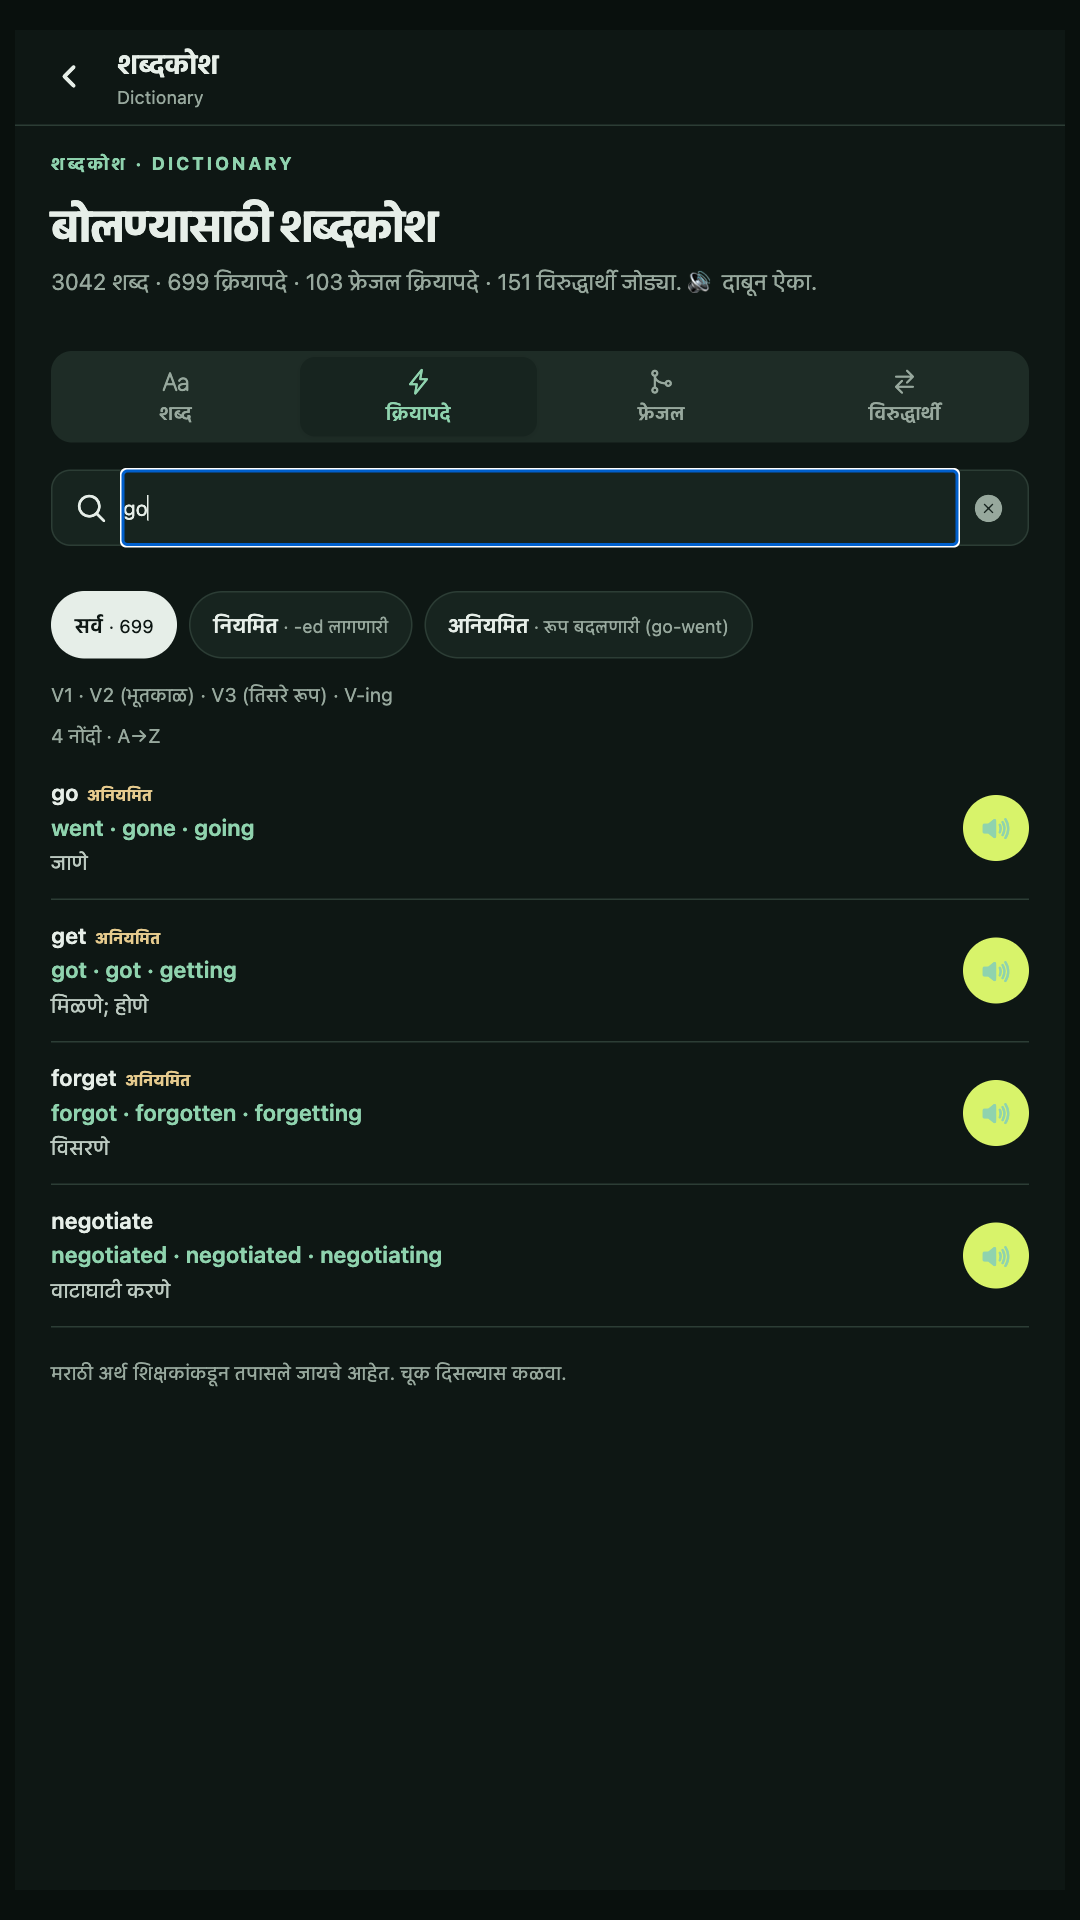 शब्दकोश
Dictionary
शब्दकोश · DICTIONARY
बोलण्यासाठी शब्दकोश
3042 शब्द · 699 क्रियापदे · 103 फ्रेजल क्रियापदे · 151 विरुद्धार्थी जोड्या. 🔊 दाबून ऐका.
Aa
शब्द
क्रियापदे
फ्रेजल
विरुद्धार्थी
go
सर्व · 699
नियमित · -ed लागणारी
अनियमित · रूप बदलणारी (go-went)
V1 · V2 (भूतकाळ) · V3 (तिसरे रूप) · V-ing
4 नोंदी · A→Z
go अनियमित
went · gone · going
जाणे
get अनियमित
got · got · getting
मिळणे; होणे
forget अनियमित
forgot · forgotten · forgetting
विसरणे
negotiate
negotiated · negotiated · negotiating
वाटाघाटी करणे
मराठी अर्थ शिक्षकांकडून तपासले जायचे आहेत. चूक दिसल्यास कळवा.